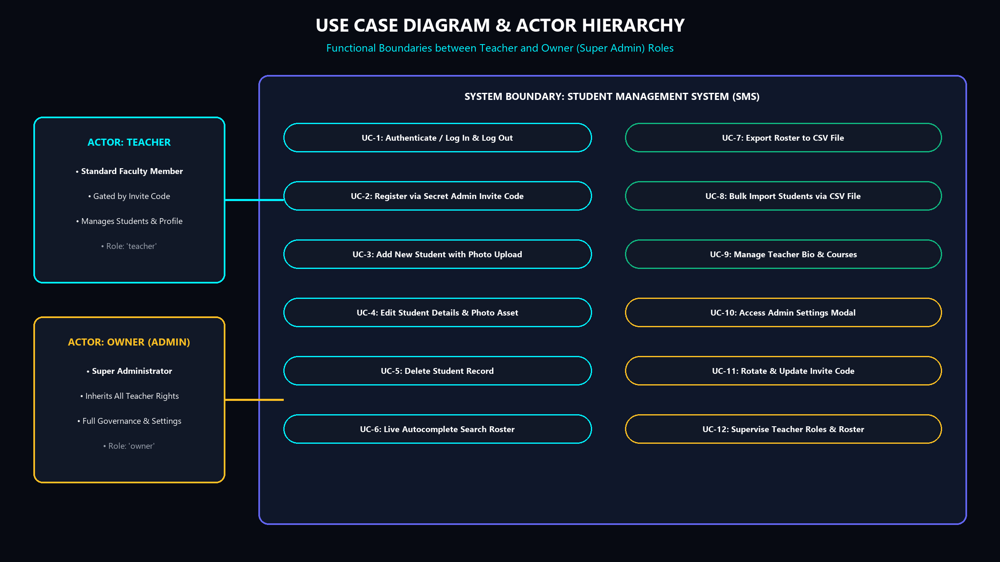 USE CASE DIAGRAM & ACTOR HIERARCHY
Functional Boundaries between Teacher and Owner (Super Admin) Roles
ACTOR: TEACHER
• Standard Faculty Member
• Gated by Invite Code
• Manages Students & Profile
• Role: 'teacher'
ACTOR: OWNER (ADMIN)
• Super Administrator
• Inherits All Teacher Rights
• Full Governance & Settings
• Role: 'owner'
SYSTEM BOUNDARY: STUDENT MANAGEMENT SYSTEM (SMS)
UC-1: Authenticate / Log In & Log Out
UC-2: Register via Secret Admin Invite Code
UC-3: Add New Student with Photo Upload
UC-4: Edit Student Details & Photo Asset
UC-5: Delete Student Record
UC-6: Live Autocomplete Search Roster
UC-7: Export Roster to CSV File
UC-8: Bulk Import Students via CSV File
UC-9: Manage Teacher Bio & Courses
UC-10: Access Admin Settings Modal
UC-11: Rotate & Update Invite Code
UC-12: Supervise Teacher Roles & Roster